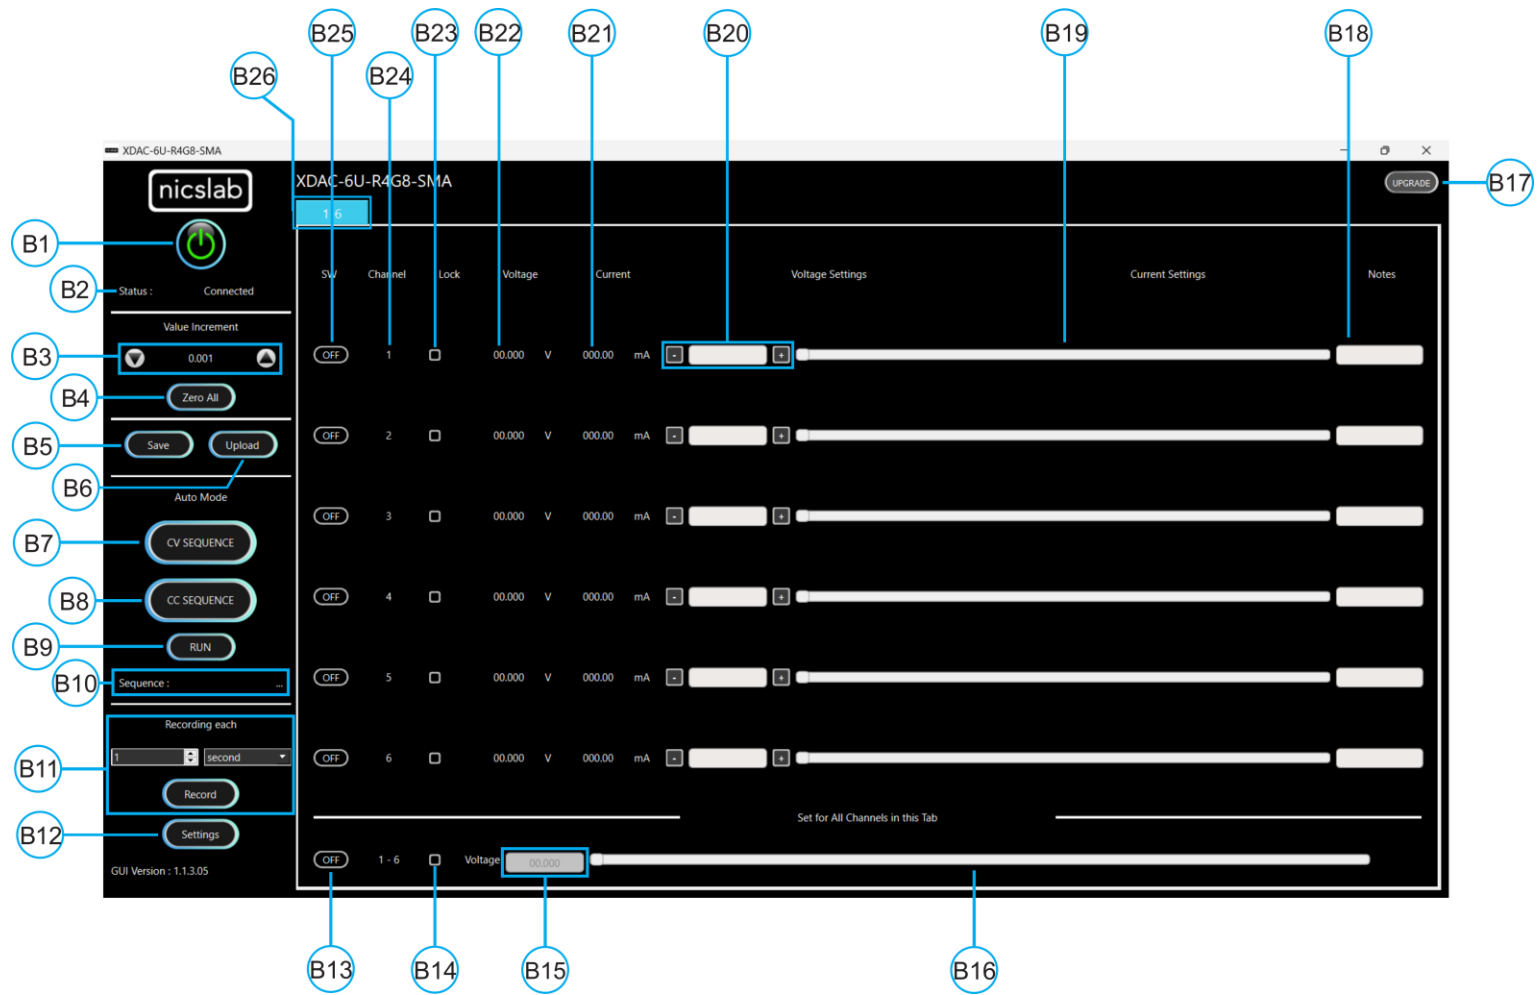 B25 B23 B22 B21 B20 B19 B18
B26 B24
XDAC-6U-R4G8-SMA
nicslab
XDAC-6U-R4G8-SMA
UPGRADE
B17
1-6
B1
SW Channel Lock Voltage Current Voltage Settings Current Settings Notes
B2
Status : Connected
Value Increment
B3
0.001
OFF 1 00.000 V 000.00 mA - +
B4
Zero All
OFF 2 00.000 V 000.00 mA - +
B5
Save Upload
B6
Auto Mode
OFF 3 00.000 V 000.00 mA - +
B7
CV SEQUENCE
B8
CC SEQUENCE
OFF 4 00.000 V 000.00 mA - +
B9
RUN
B10
Sequence : ...
OFF 5 00.000 V 000.00 mA - +
Recording each
B11
1 second
OFF 6 00.000 V 000.00 mA - +
Record
Set for All Channels in this Tab
B12
Settings
OFF 1 - 6 Voltage 00.000
GUI Version : 1.1.3.05
B13 B14 B15 B16